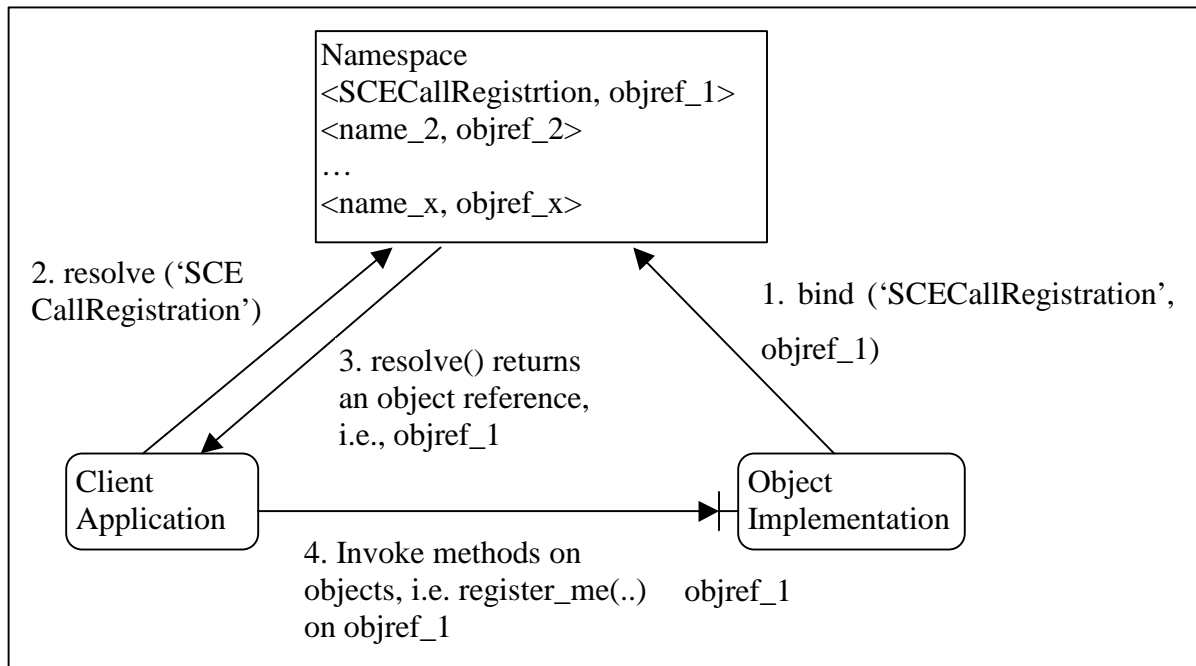 Namespace
<SCECallRegistrtion, objref_1>
<name_2, objref_2>
…
<name_x, objref_x>
2. resolve (‘SCE
CallRegistration’)
1. bind (‘SCECallRegistration’,
objref_1)
3. resolve() returns
an object reference,
i.e., objref_1
Client
Application
Object
Implementation
4. Invoke methods on
objects, i.e. register_me(..)
on objref_1
objref_1